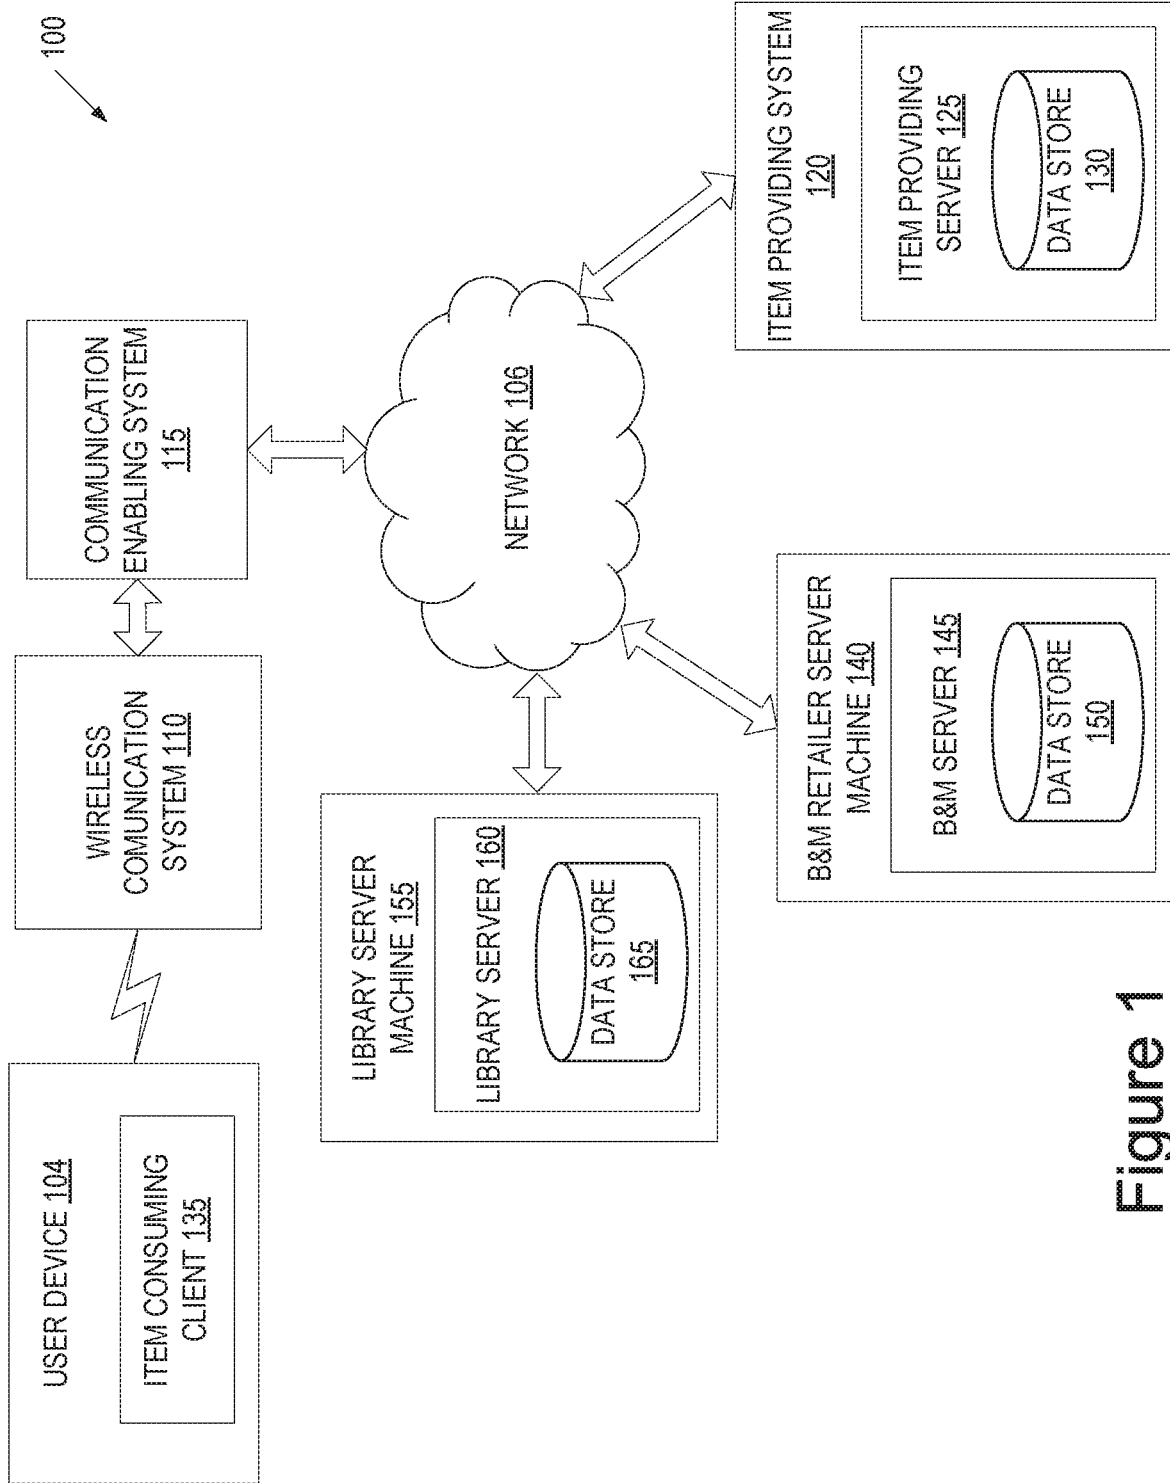 100
USER DEVICE 104
ITEM CONSUMING
CLIENT 135
WIRELESS
COMUNICATION
SYSTEM 110
COMMUNICATION
ENABLING SYSTEM
115
NETWORK 106
LIBRARY SERVER
MACHINE 155
LIBRARY SERVER 160
DATA STORE
165
B&M RETAILER SERVER
MACHINE 140
B&M SERVER 145
DATA STORE
150
ITEM PROVIDING SYSTEM
120
ITEM PROVIDING
SERVER 125
DATA STORE
130
Figure 1